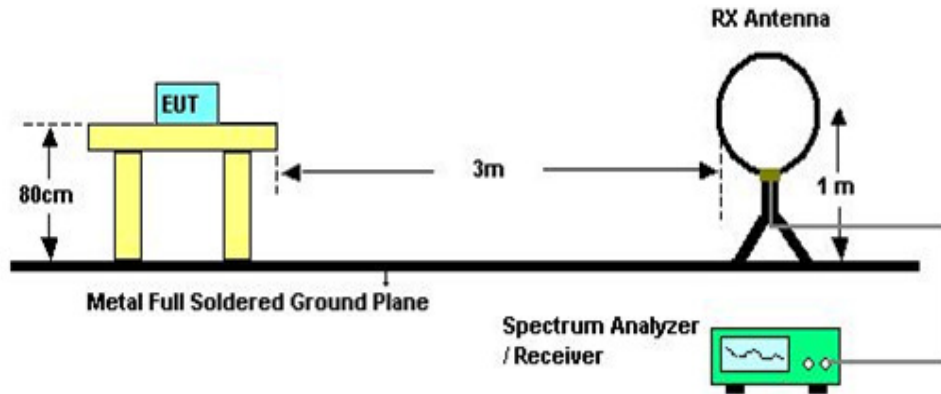 RX Antenna
EUT
80cm
3m
1 m
Metal Full Soldered Ground Plane
Spectrum Analyzer
/ Receiver